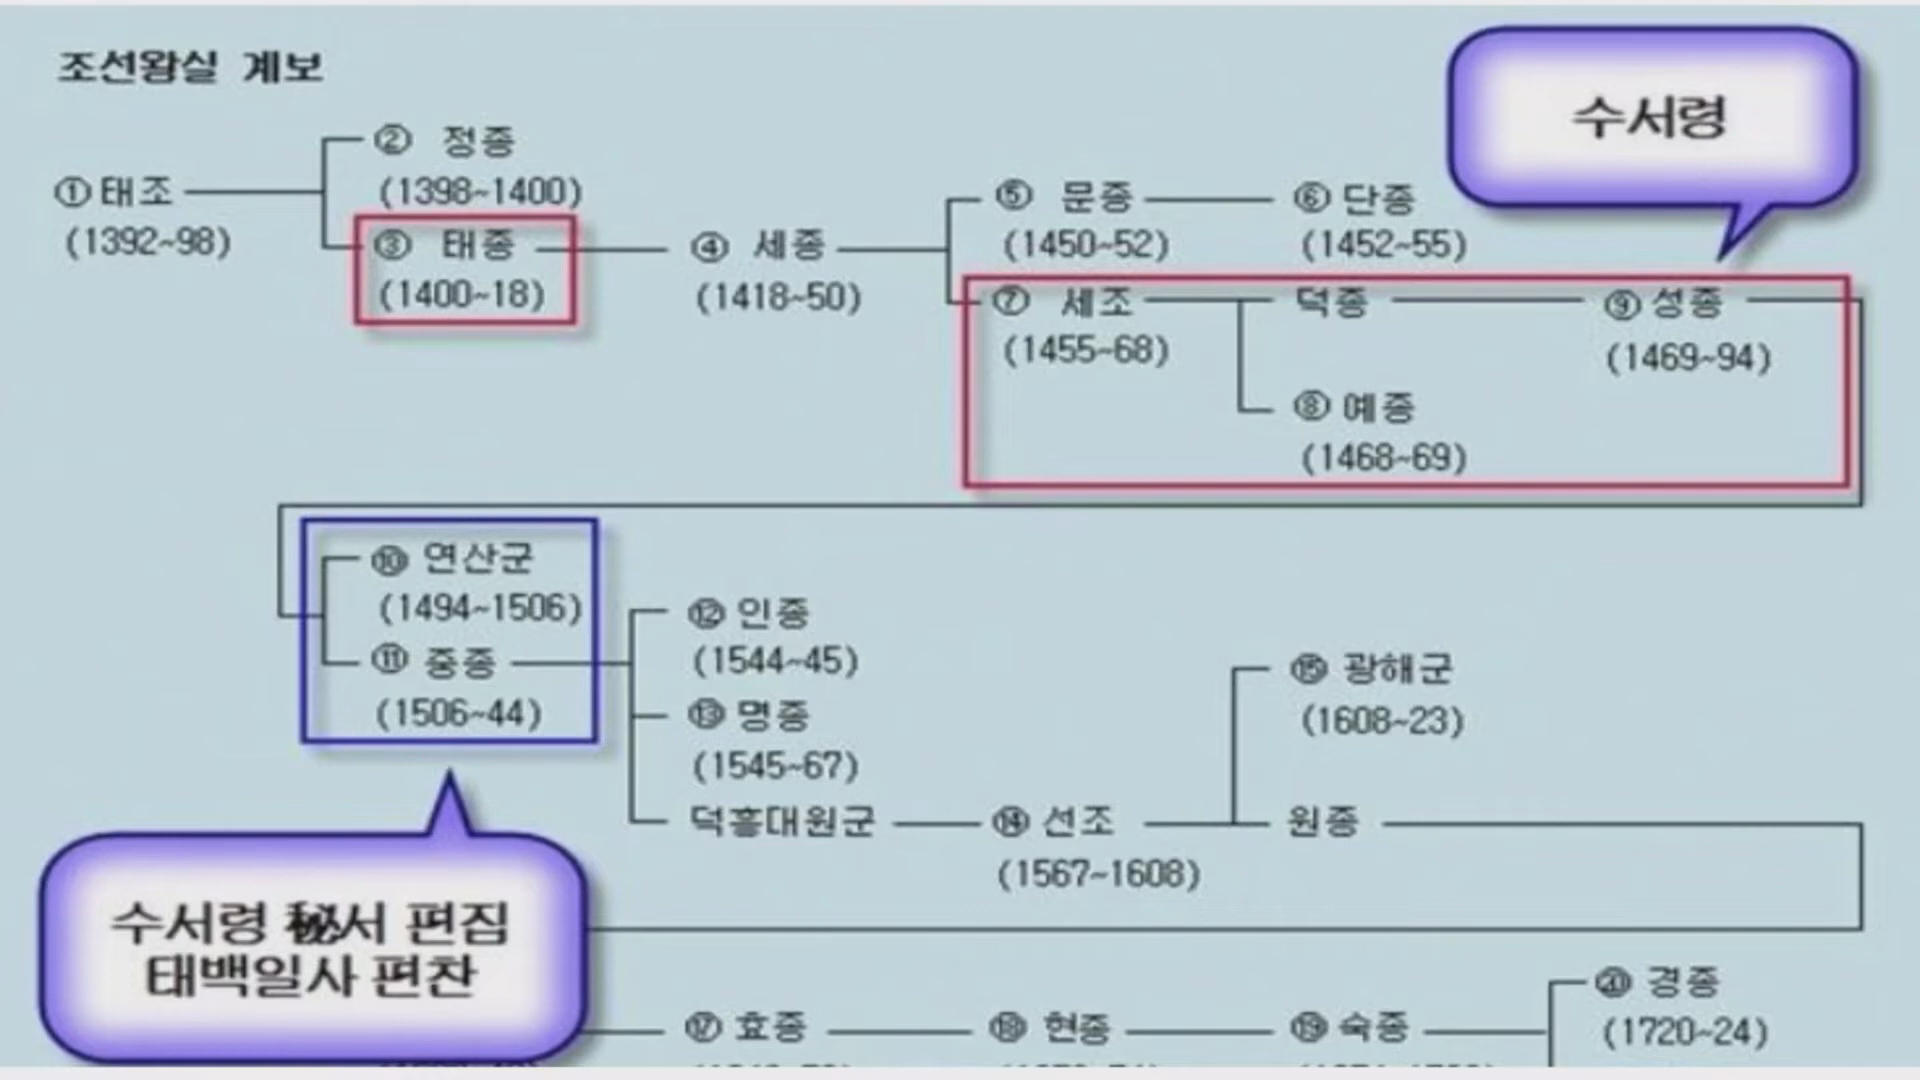 조선왕실 계보
수서령
② 정종
(1398~1400)
① 태조
(1392~98)
③ 태종
(1400~18)
④ 세종
(1418~50)
⑤ 문종
(1450~52)
⑥ 단종
(1452~55)
⑦ 세조
(1455~68)
덕종
⑨ 성종
(1469~94)
⑧ 예종
(1468~69)
⑩ 연산군
(1494~1506)
⑪ 중종
(1506~44)
⑫ 인종
(1544~45)
⑬ 명종
(1545~67)
덕흥대원군
⑭ 선조
(1567~1608)
⑮ 광해군
(1608~23)
원종
수서령 秘서 편집
태백일사 편찬
⑰ 효종
⑱ 현종
⑲ 숙종
⑳ 경종
(1720~24)